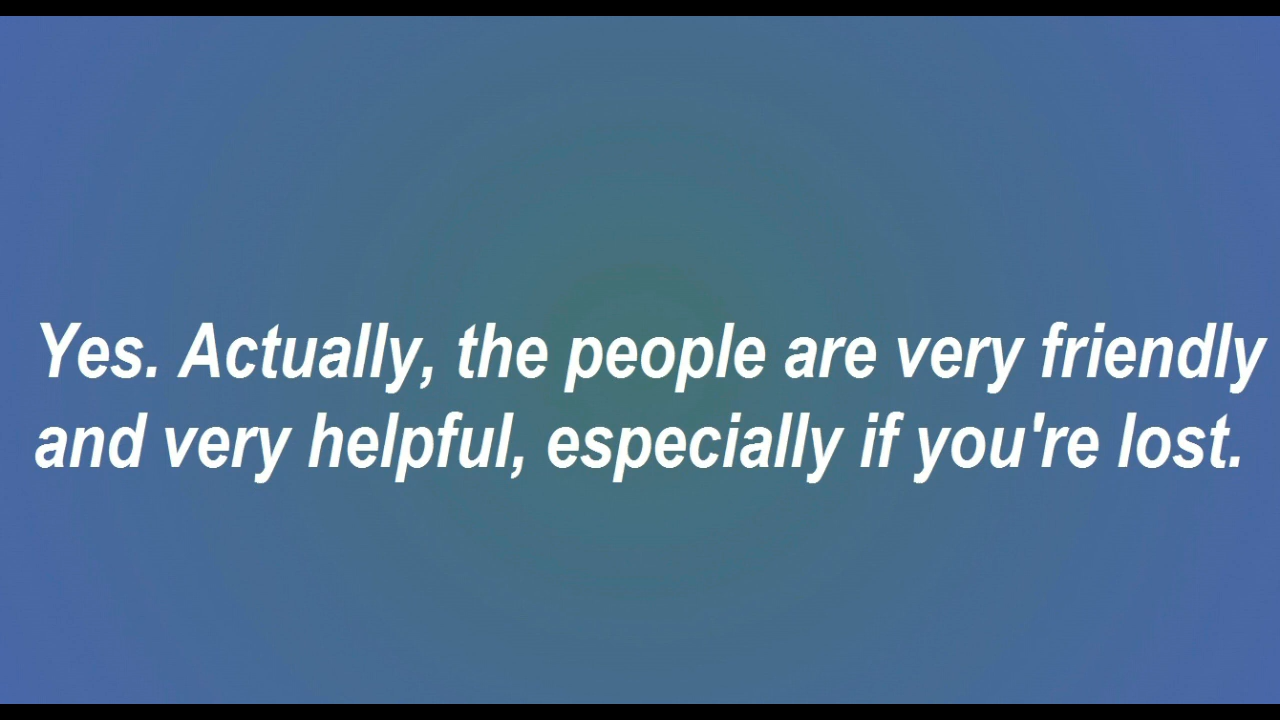 Yes. Actually, the people are very friendly
and very helpful, especially if you're lost.